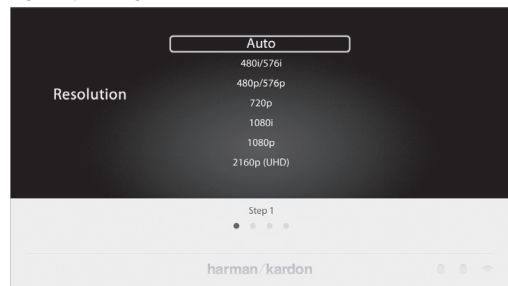 Auto
480i/576i
480p/576p
Resolution
720p
1080i
1080p
2160p (UHD)
Step 1
harman/kardon